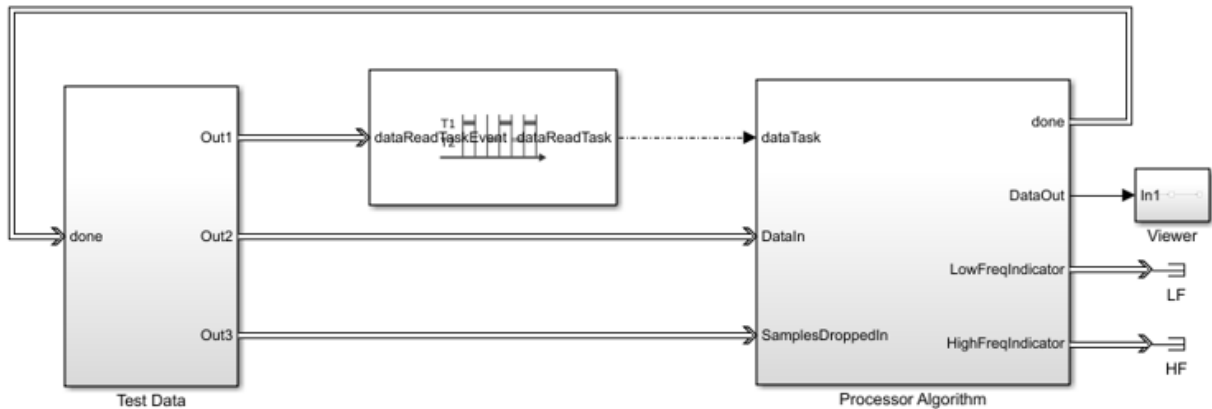 Out1
dataReadTaskEvent
T1
T2
dataReadTask
dataTask
done
DataOut
In1
Viewer
done
Out2
DataIn
LowFreqIndicator
LF
Out3
SamplesDroppedIn
HighFreqIndicator
HF
Test Data
Processor Algorithm